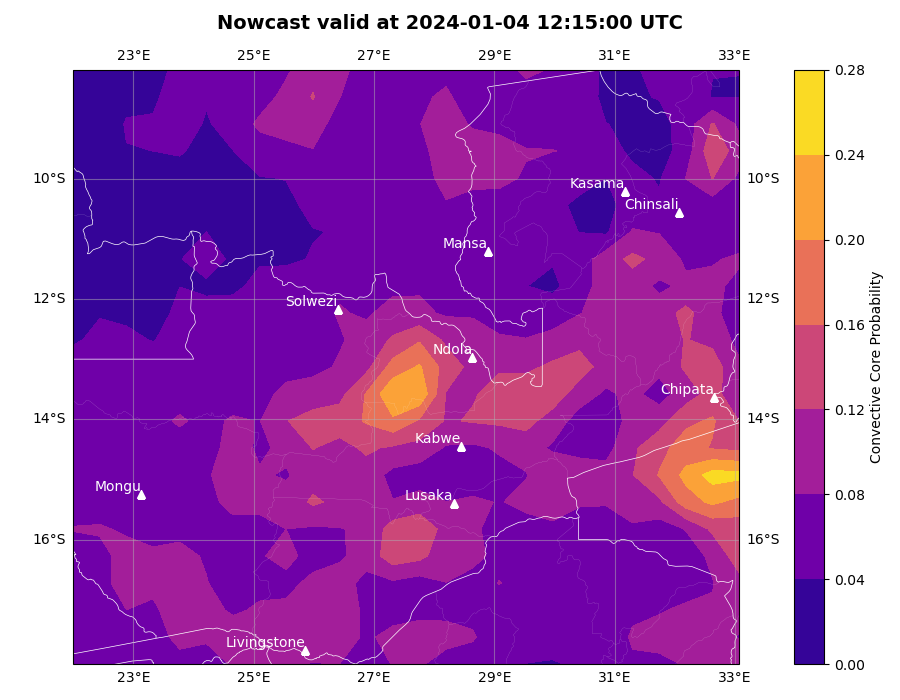 Nowcast valid at 2024-01-04 12:15:00 UTC
23°E 25°E 27°E 29°E 31°E 33°E
0.28
0.24
10°S 10°S
Kasama
Chinsali
0.20
Mansa
12°S 12°S
Solwezi
0.16
Ndola
Chipata
0.12
14°S 14°S
Kabwe
Mongu
Lusaka
0.08
16°S 16°S
0.04
Livingstone
0.00
23°E 25°E 27°E 29°E 31°E 33°E
Convective Core Probability